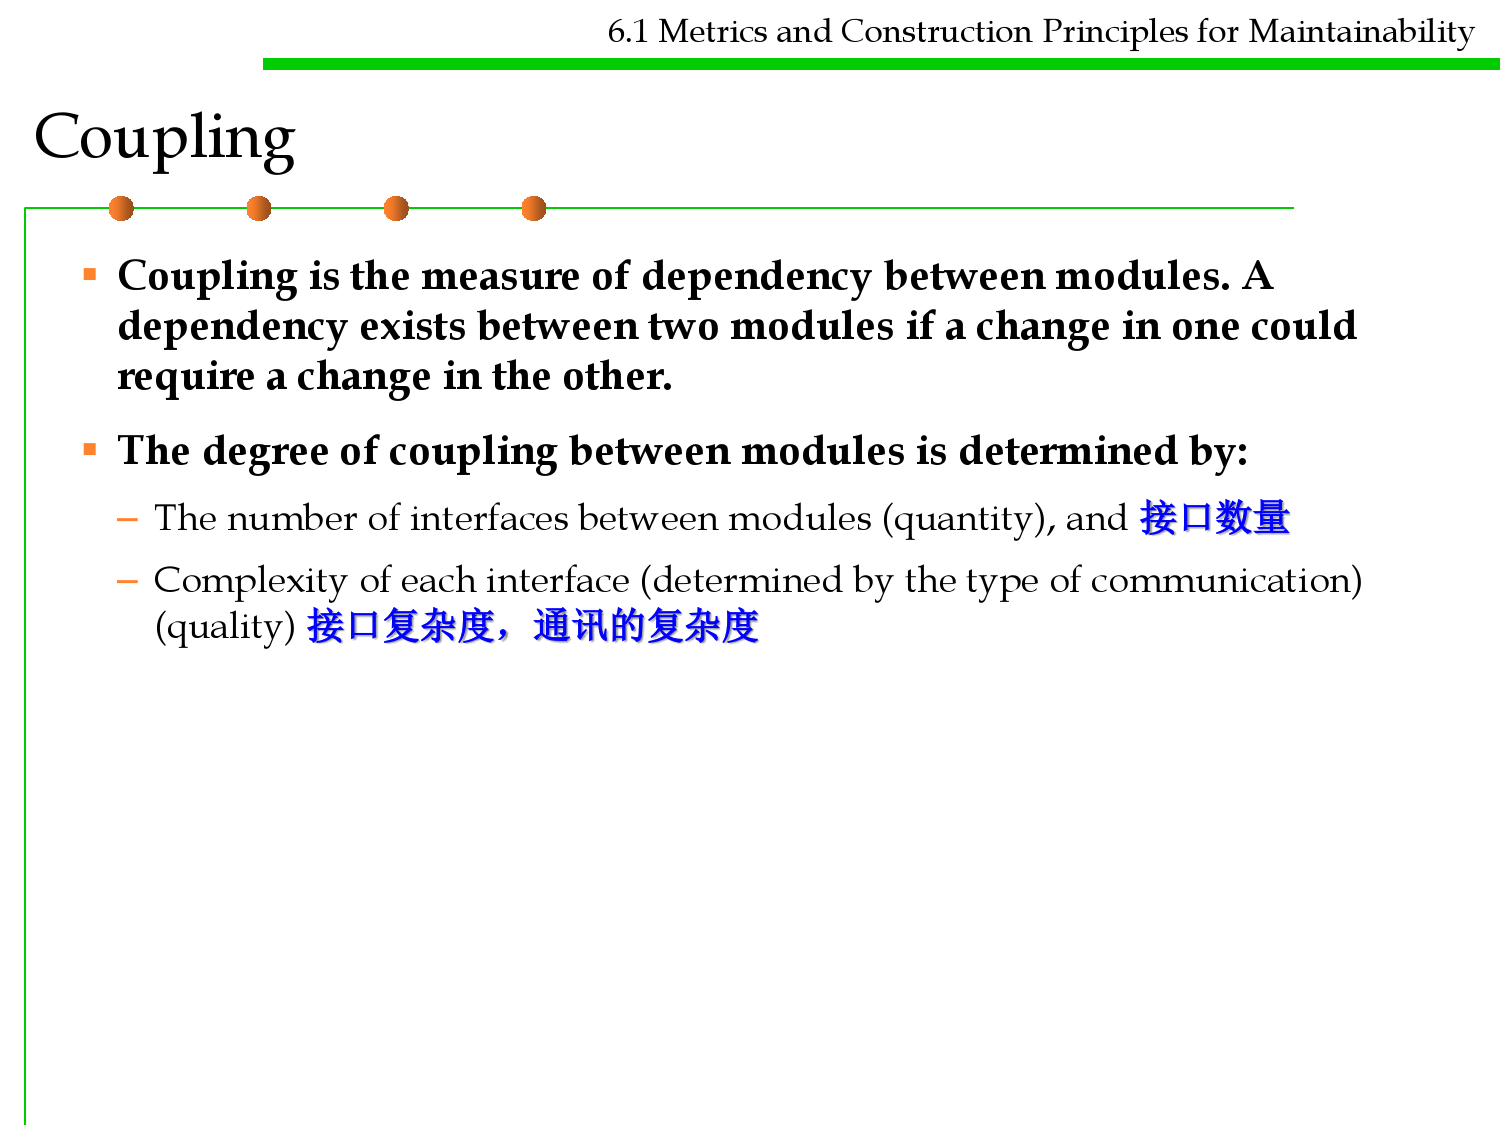 6.1 Metrics and Construction Principles for Maintainability
Coupling
▪ Coupling is the measure of dependency between modules. A
dependency exists between two modules if a change in one could
require a change in the other.
▪ The degree of coupling between modules is determined by:
– The number of interfaces between modules (quantity), and 接口数量
– Complexity of each interface (determined by the type of communication)
(quality) 接口复杂度，通讯的复杂度